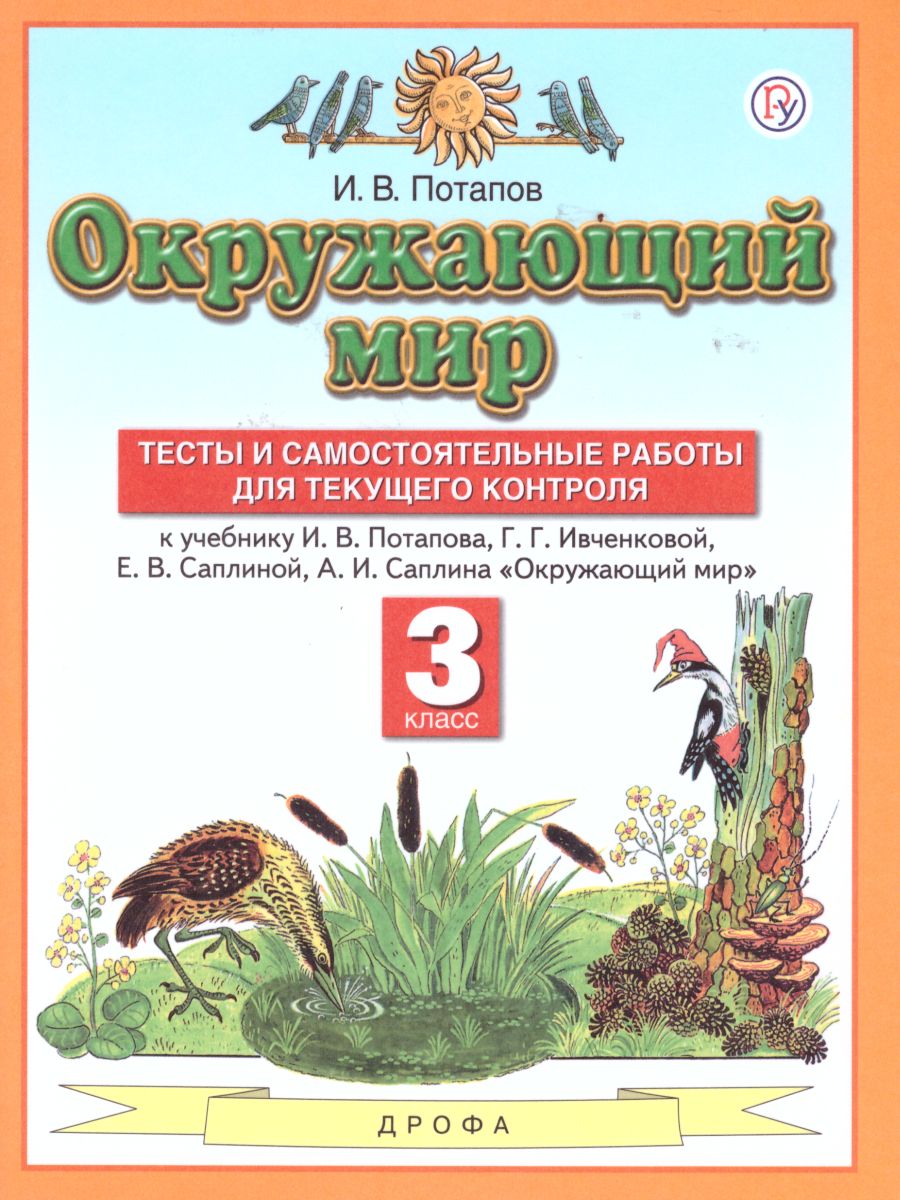 РУ
И. В. Потапов
Окружающий
мир
ТЕСТЫ И САМОСТОЯТЕЛЬНЫЕ РАБОТЫ
ДЛЯ ТЕКУЩЕГО КОНТРОЛЯ
к учебнику И. В. Потапова, Г. Г. Ивченковой,
Е. В. Саплиной, А. И. Саплина «Окружающий мир»
3
класс
ДРОФА